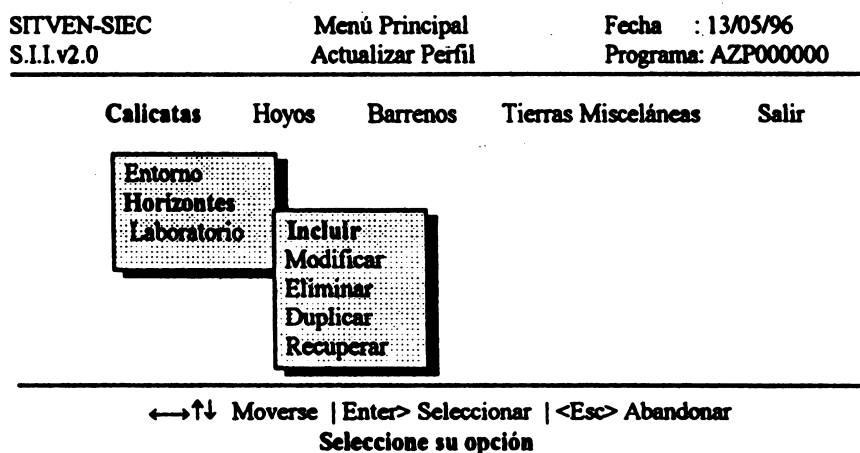 SITVEN-SIEC Menú Principal Fecha : 13/05/96
S.I.I.v2.0 Actualizar Perfil Programa: AZP000000
Calicatas Hoyos Barrenos Tierras Misceláneas Salir
Entorno
Horizontes
Laboratorio
Incluir
Modificar
Eliminar
Duplicar
Recuperar
←→↑↓ Moverse | Enter> Seleccionar | <Esc> Abandonar
Seleccione su opción